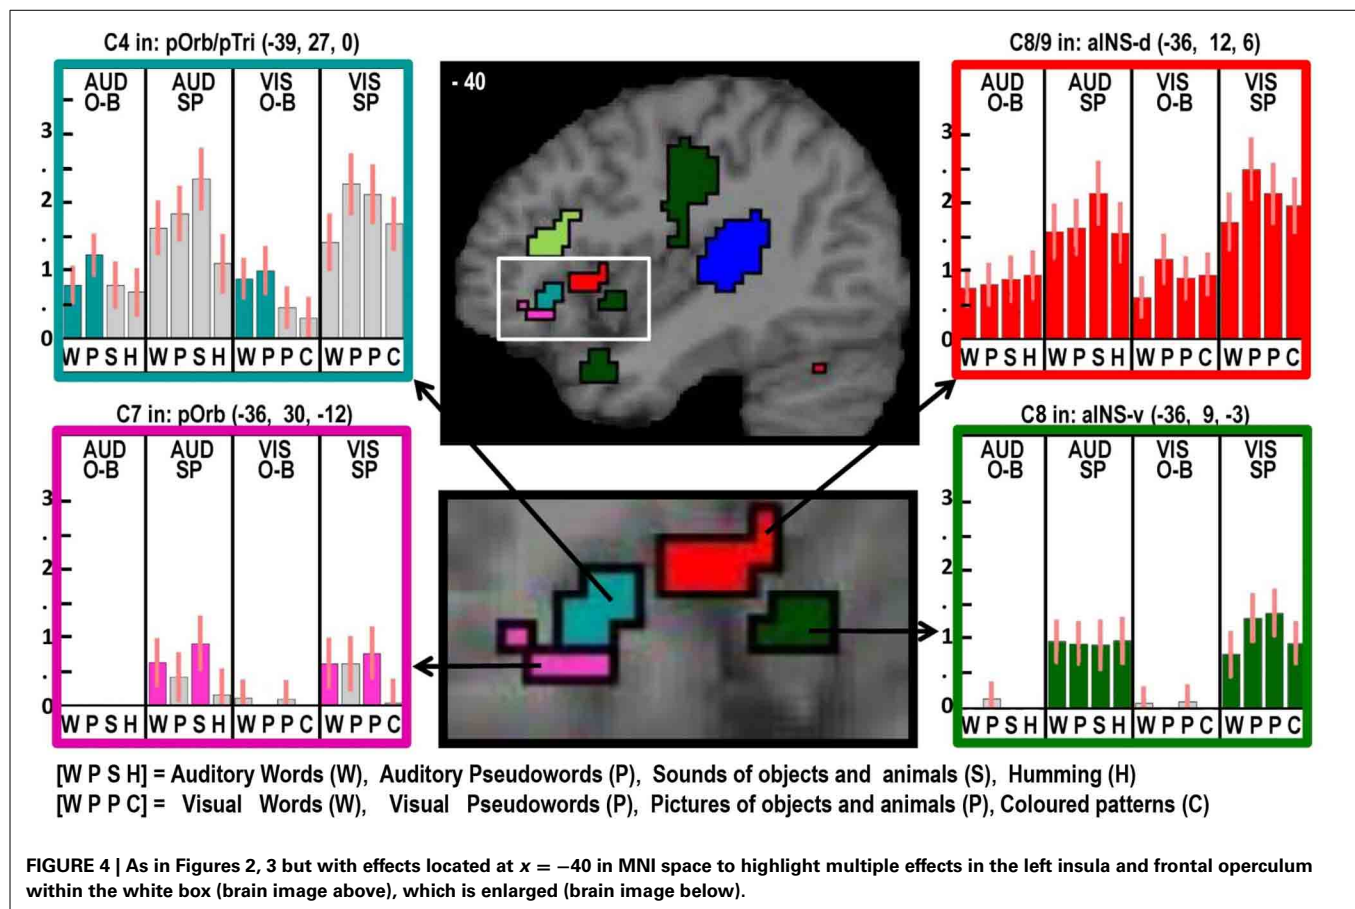 C4 in: pOrb/pTri (-39, 27, 0)
AUD O-B
AUD SP
VIS O-B
VIS SP
3
2
1
0
W P S H W P S H W P P C W P P C
- 40
C8/9 in: aINS-d (-36, 12, 6)
AUD O-B
AUD SP
VIS O-B
VIS SP
3
2
1
0
W P S H W P S H W P P C W P P C
C7 in: pOrb (-36, 30, -12)
AUD O-B
AUD SP
VIS O-B
VIS SP
3
2
1
0
W P S H W P S H W P P C W P P C
C8 in: aINS-v (-36, 9, -3)
AUD O-B
AUD SP
VIS O-B
VIS SP
3
2
1
0
W P S H W P S H W P P C W P P C
[W P S H] = Auditory Words (W), Auditory Pseudowords (P), Sounds of objects and animals (S), Humming (H)
[W P P C] = Visual Words (W), Visual Pseudowords (P), Pictures of objects and animals (P), Coloured patterns (C)
FIGURE 4 | As in Figures 2, 3 but with effects located at x = −40 in MNI space to highlight multiple effects in the left insula and frontal operculum
within the white box (brain image above), which is enlarged (brain image below).